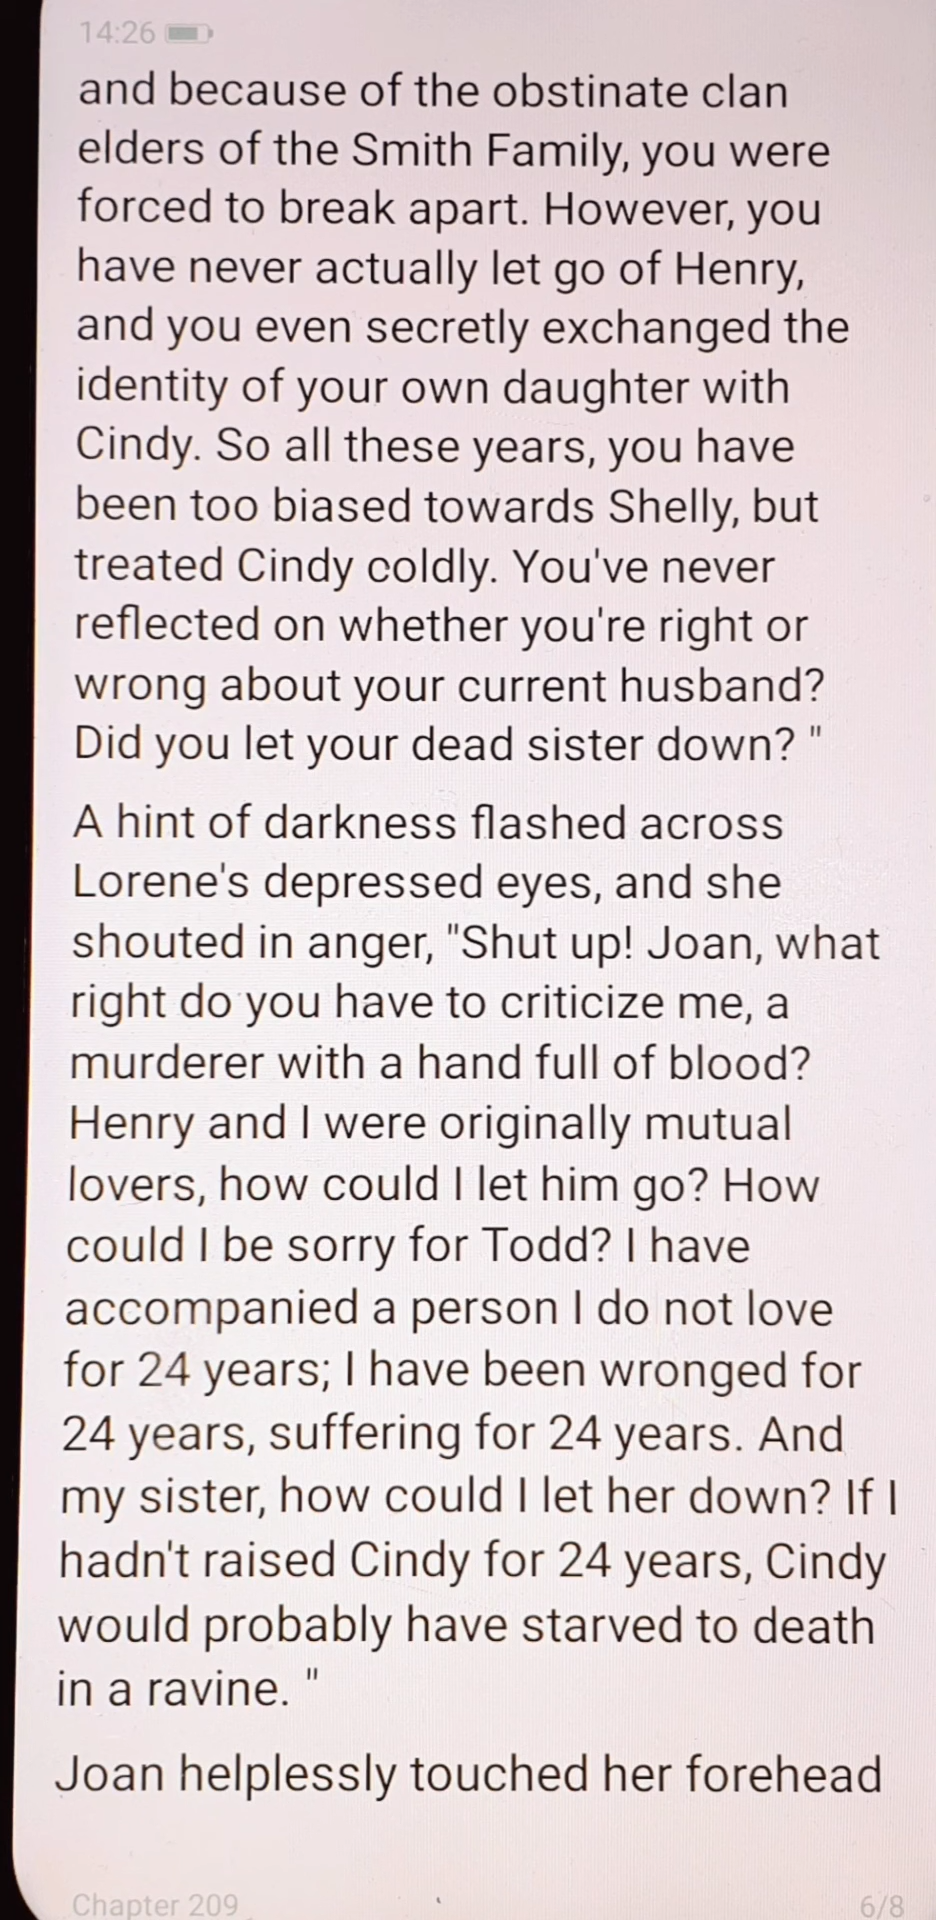 14:26
and because of the obstinate clan
elders of the Smith Family, you were
forced to break apart. However, you
have never actually let go of Henry,
and you even secretly exchanged the
identity of your own daughter with
Cindy. So all these years, you have
been too biased towards Shelly, but
treated Cindy coldly. You've never
reflected on whether you're right or
wrong about your current husband?
Did you let your dead sister down? "
A hint of darkness flashed across
Lorene's depressed eyes, and she
shouted in anger, "Shut up! Joan, what
right do you have to criticize me, a
murderer with a hand full of blood?
Henry and I were originally mutual
lovers, how could I let him go? How
could I be sorry for Todd? I have
accompanied a person I do not love
for 24 years; I have been wronged for
24 years, suffering for 24 years. And
my sister, how could I let her down? If I
hadn't raised Cindy for 24 years, Cindy
would probably have starved to death
in a ravine. "
Joan helplessly touched her forehead
Chapter 209
6/8